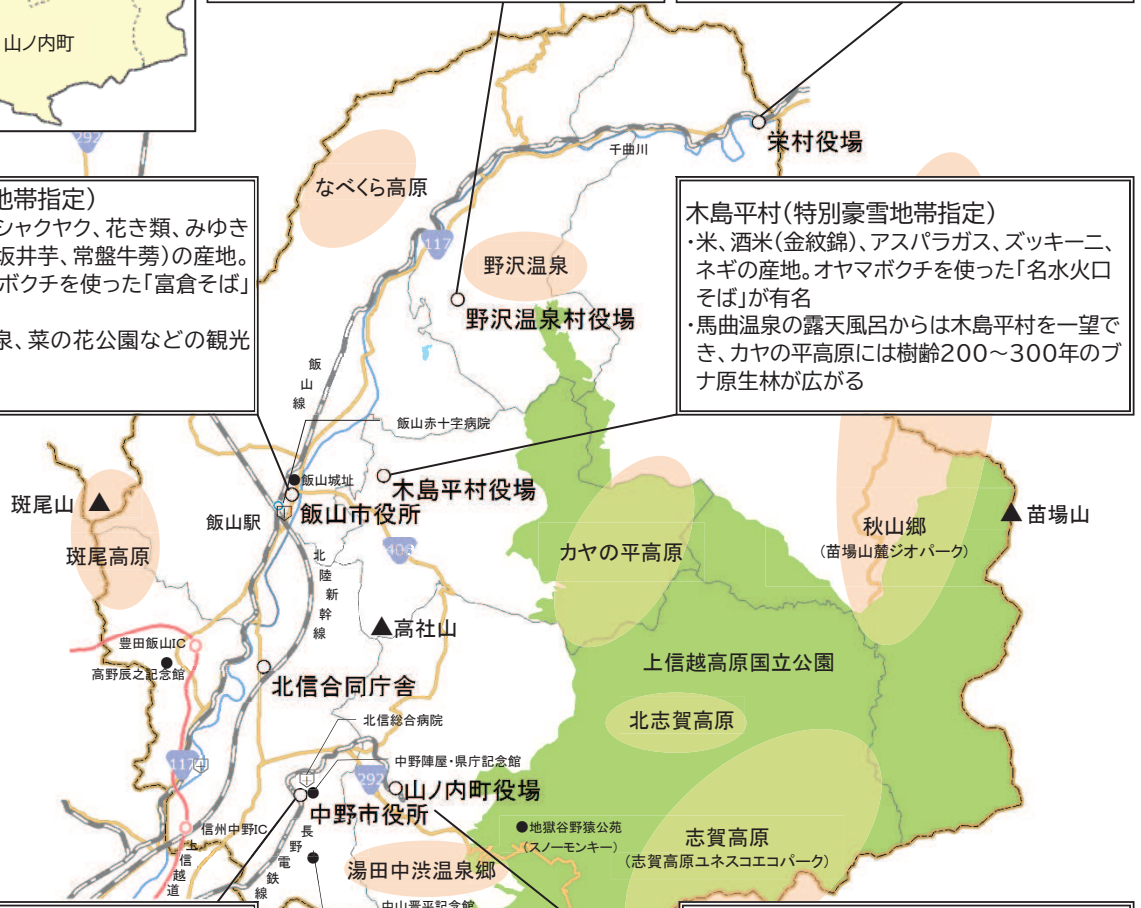 山ノ内町
292
千曲川
栄村役場
なべくら高原
117
野沢温泉
野沢温泉村役場
地帯指定)
シャクヤク、花き類、みゆき
坂井芋、常盤牛蒡)の産地。
ボクチを使った「富倉そば」
泉、菜の花公園などの観光
木島平村(特別豪雪地帯指定)
・米、酒米(金紋錦)、アスパラガス、ズッキーニ、
ネギの産地。オヤマボクチを使った「名水火口
そば」が有名
・馬曲温泉の露天風呂からは木島平村を一望で
き、カヤの平高原には樹齢200～300年のブ
ナ原生林が広がる
飯山線
飯山赤十字病院
飯山城址
木島平村役場
斑尾山
飯山駅
飯山市役所
斑尾高原
403
カヤの平高原
秋山郷
(苗場山麓ジオパーク)
苗場山
北陸新幹線
高社山
豊田飯山IC
高野辰之記念館
北信合同庁舎
上信越高原国立公園
北志賀高原
北信総合病院
中野陣屋・県庁記念館
117
292
山ノ内町役場
中野市役所
信州中野IC
上信越道
長野電鉄線
地獄谷野猿公苑
(スノーモンキー)
志賀高原
(志賀高原ユネスコエコパーク)
湯田中渋温泉郷
中山晋平記念館